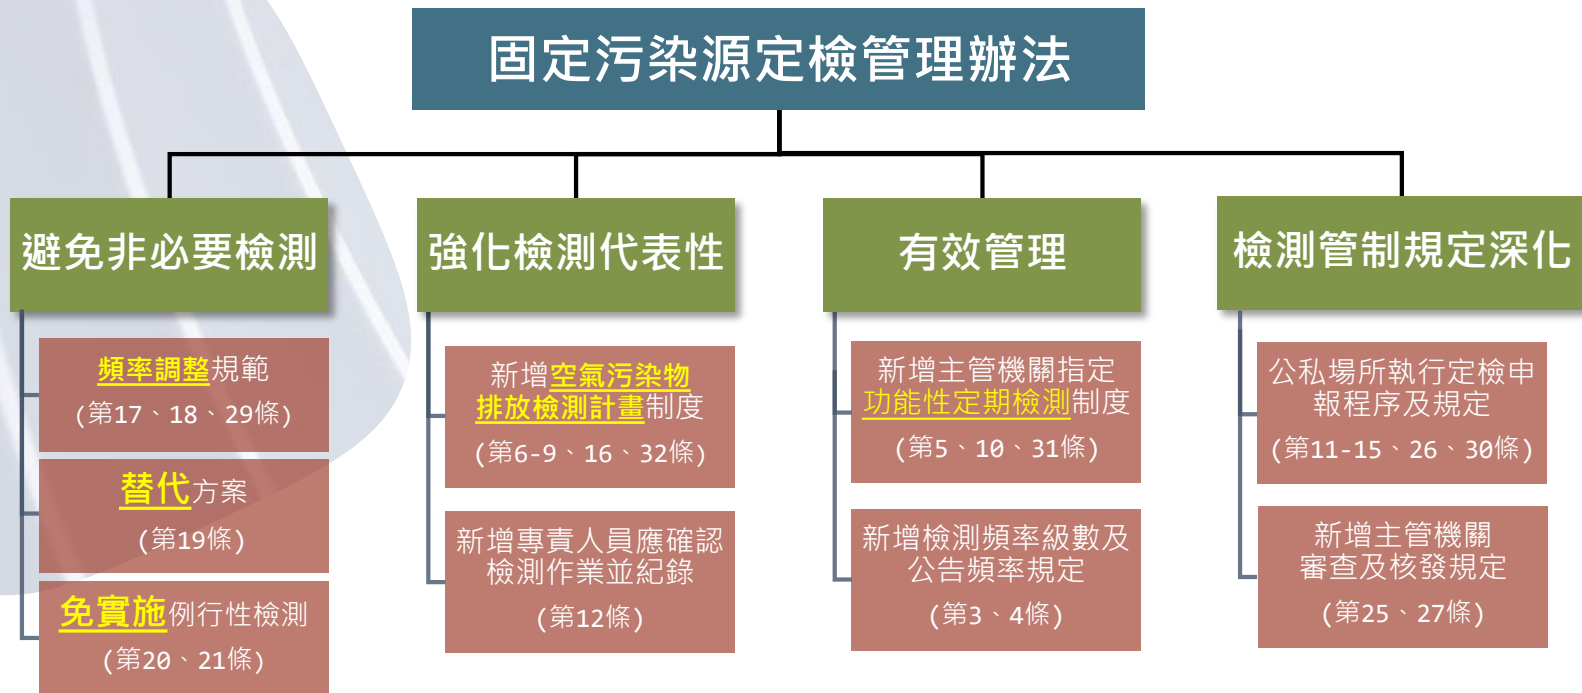 固定污染源定檢管理辦法
避免非必要檢測
頻率調整規範
(第17、18、29條)
替代方案
(第19條)
免實施例行性檢測
(第20、21條)
強化檢測代表性
新增空氣污染物
排放檢測計畫制度
(第6-9、16、32條)
新增專責人員應確認
檢測作業並紀錄
(第12條)
有效管理
新增主管機關指定
功能性定期檢測制度
(第5、10、31條)
新增檢測頻率級數及
公告頻率規定
(第3、4條)
檢測管制規定深化
公私場所執行定檢申
報程序及規定
(第11-15、26、30條)
新增主管機關
審查及核發規定
(第25、27條)